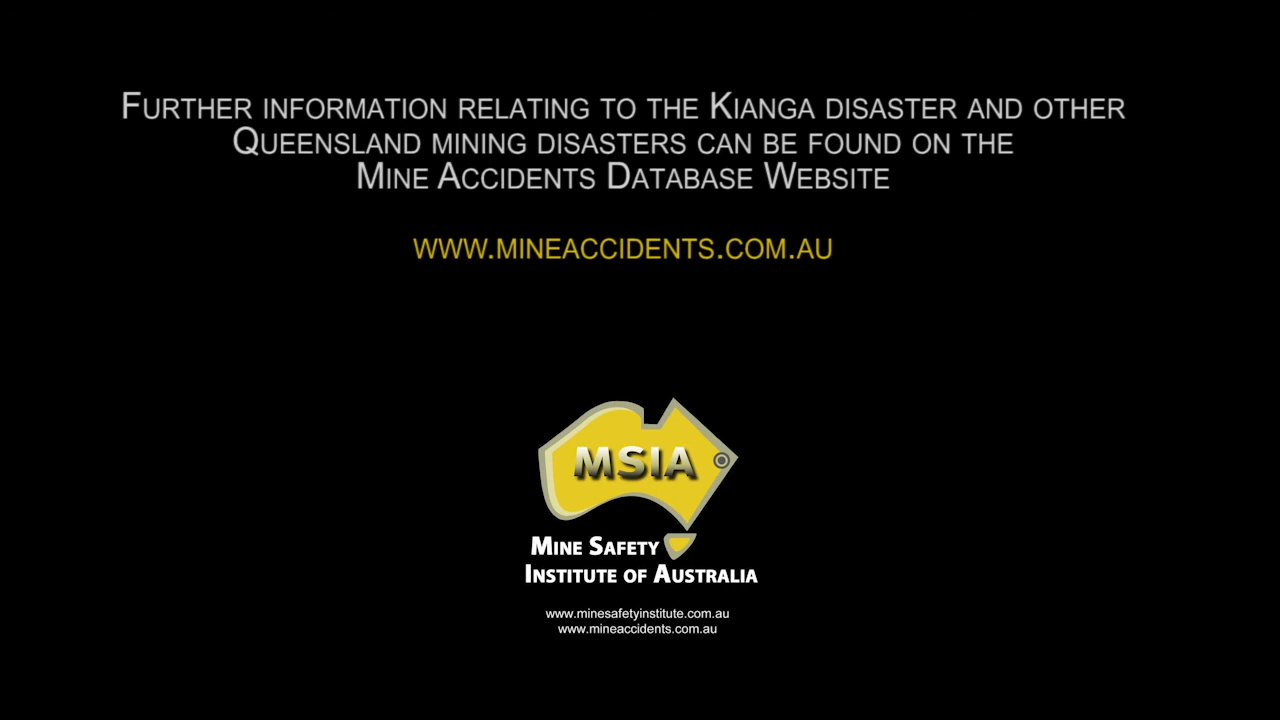 Further information relating to the Kianga disaster and other
Queensland mining disasters can be found on the
Mine Accidents Database Website
www.mineaccidents.com.au
MSIA
Mine Safety
Institute of Australia
www.minesafetyinstitute.com.au
www.mineaccidents.com.au